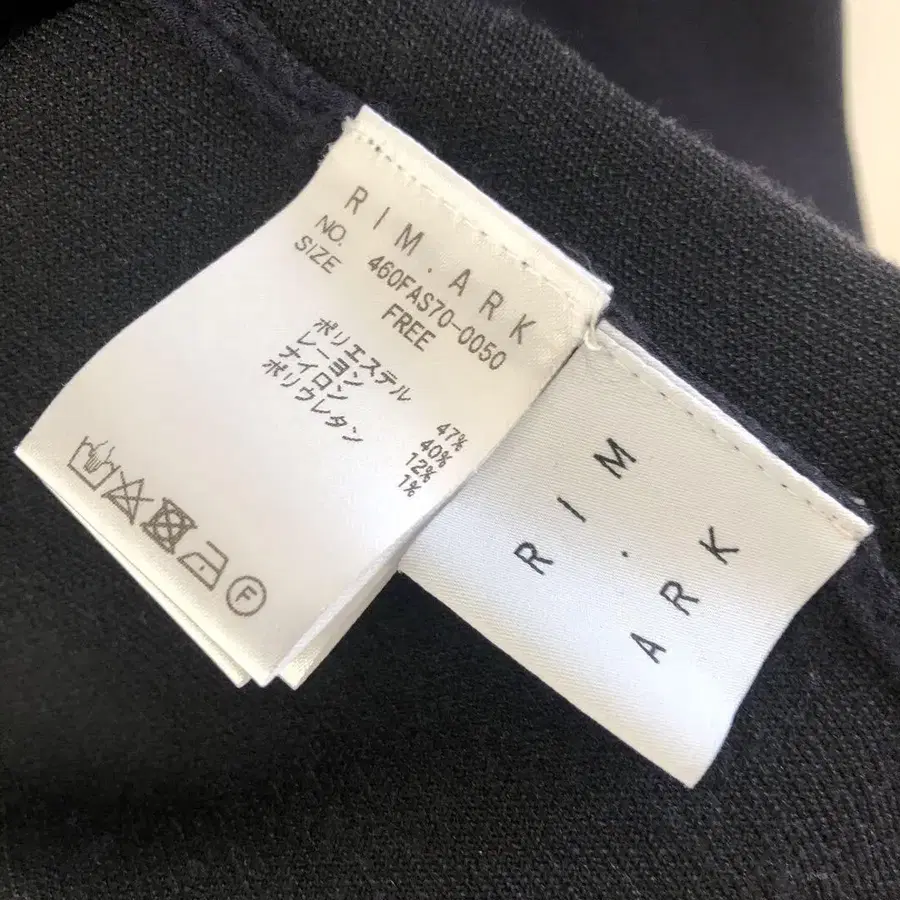 RIM.ARK
NO. 460FAS70-0050
SIZE FREE
ポリエステル 47%
レーヨン 40%
ナイロン 12%
ポリウレタン 1%
F
RIM.
ARK